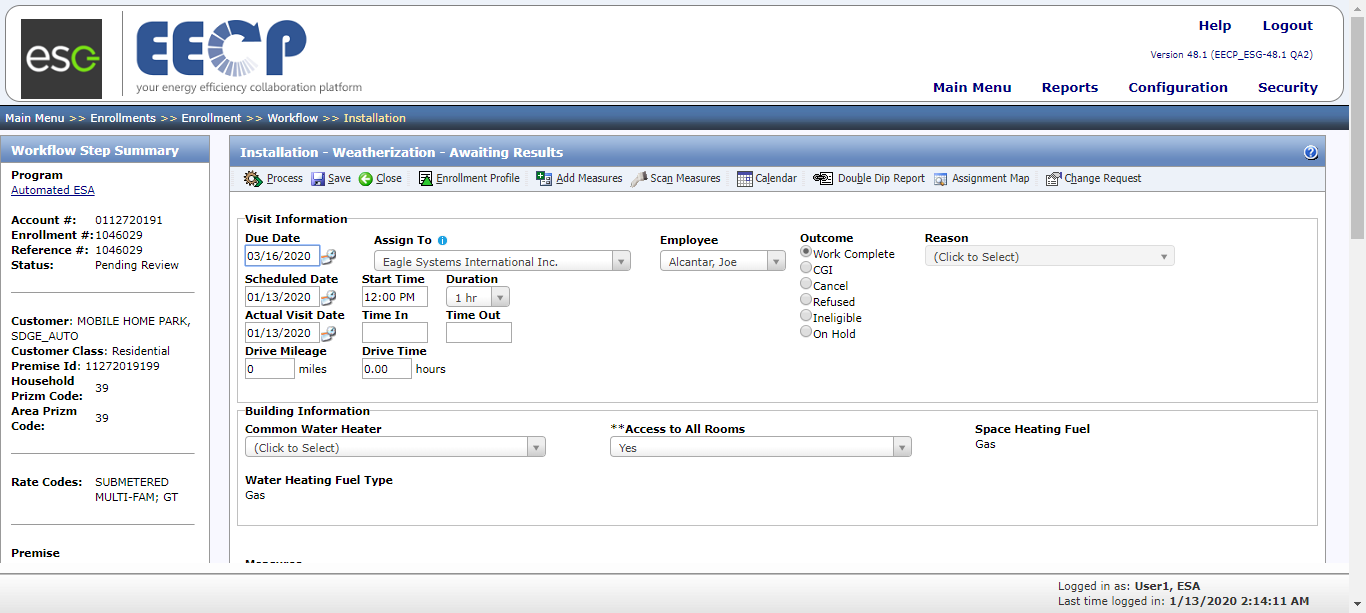 esg
EECP
your energy efficiency collaboration platform
Help Logout
Version 48.1 (EECP_ESG-48.1 QA2)
Main Menu Reports Configuration Security
Main Menu >> Enrollments >> Enrollment >> Workflow >> Installation
Workflow Step Summary
Program
Automated ESA
Account #: 0112720191
Enrollment #: 1046029
Reference #: 1046029
Status: Pending Review
Customer: MOBILE HOME PARK,
SDGE_AUTO
Customer Class: Residential
Premise Id: 11272019199
Household
Prizm Code: 39
Area Prizm
Code: 39
Rate Codes: SUBMETERED
MULTI-FAM; GT
Premise
Installation - Weatherization - Awaiting Results
?
Process Save Close Enrollment Profile Add Measures Scan Measures Calendar Double Dip Report Assignment Map Change Request
Visit Information
Due Date Assign To i Employee Outcome Reason
03/16/2020 Eagle Systems International Inc. Alcantar, Joe Work Complete (Click to Select)
CGI
Scheduled Date Start Time Duration Cancel
01/13/2020 12:00 PM 1 hr Refused
Actual Visit Date Time In Time Out Ineligible
01/13/2020 On Hold
Drive Mileage Drive Time
0 miles 0.00 hours
Building Information
Common Water Heater **Access to All Rooms Space Heating Fuel
(Click to Select) Yes Gas
Water Heating Fuel Type
Gas
Measures
Logged in as: User1, ESA
Last time logged in: 1/13/2020 2:14:11 AM